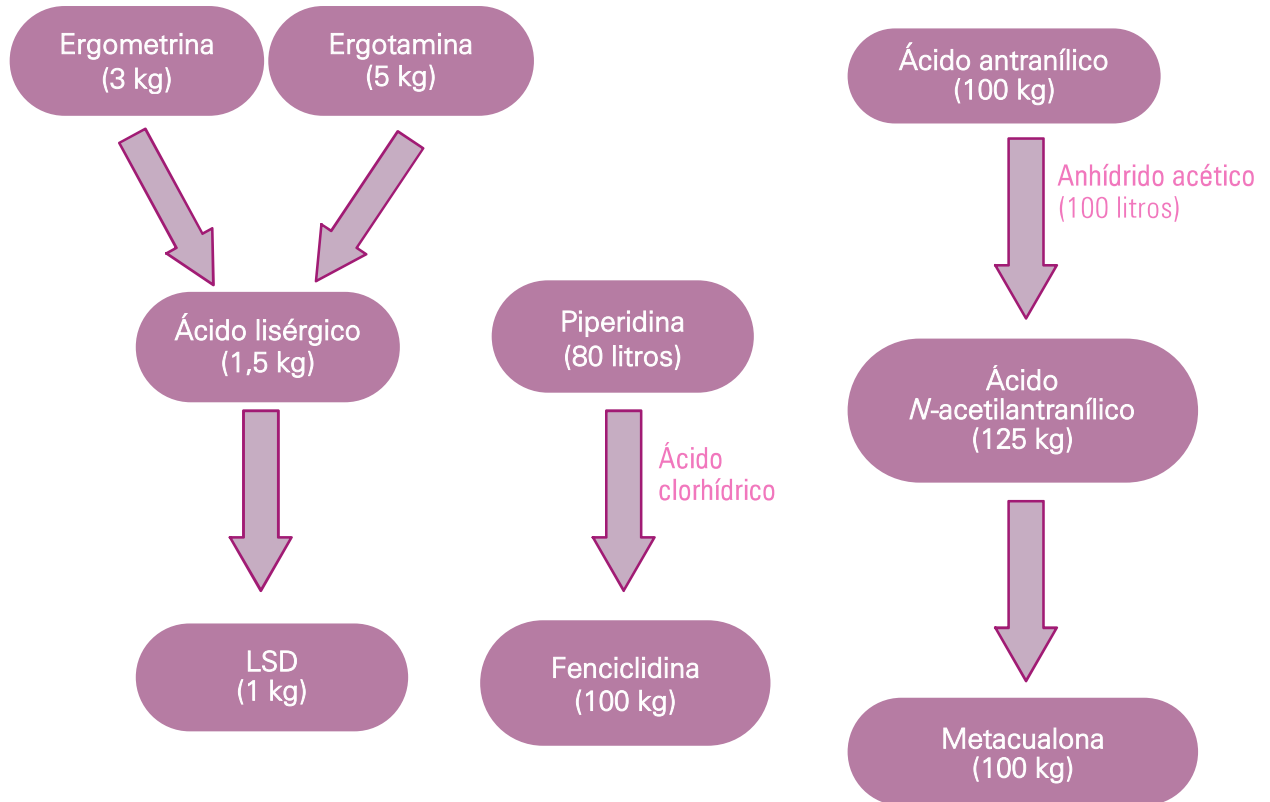 Ergometrina
(3 kg)
Ergotamina
(5 kg)
Ácido lisérgico
(1,5 kg)
LSD
(1 kg)
Piperidina
(80 litros)
Ácido
clorhídrico
Fenciclidina
(100 kg)
Ácido antranílico
(100 kg)
Anhídrido acético
(100 litros)
Ácido
N-acetilantranílico
(125 kg)
Metacualona
(100 kg)